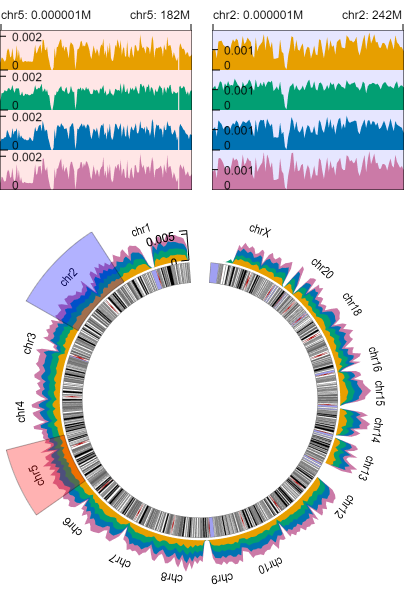 chr5: 0.000001M chr5: 182M chr2: 0.000001M chr2: 242M
0.002
0
0.002
0
0.002
0
0.002
0
0.001
0
0.001
0
0.001
0
0.001
0
chr1
0.005
0
chrX
chr2
chr20
chr18
chr3
chr16
chr15
chr4
chr14
chr13
chr5
chr12
chr6
chr7
chr10
chr8
chr9